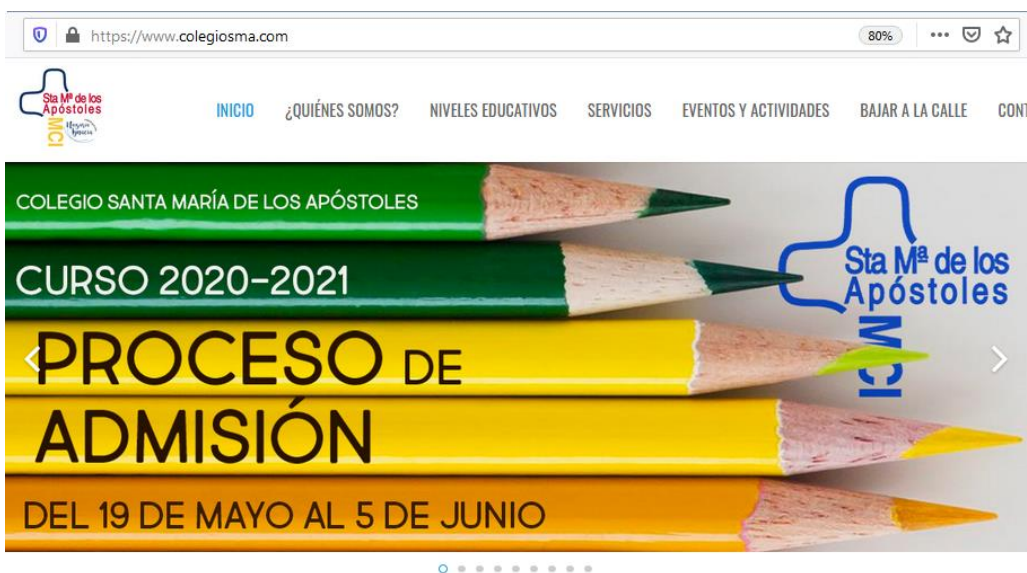 https://www.colegiosma.com
80%
Sta Mª de los
Apóstoles
MCI
INICIO
¿QUIÉNES SOMOS?
NIVELES EDUCATIVOS
SERVICIOS
EVENTOS Y ACTIVIDADES
BAJAR A LA CALLE
CONT
COLEGIO SANTA MARÍA DE LOS APÓSTOLES
CURSO 2020-2021
PROCESO DE
ADMISIÓN
DEL 19 DE MAYO AL 5 DE JUNIO
Sta Mª de los
Apóstoles
MCI